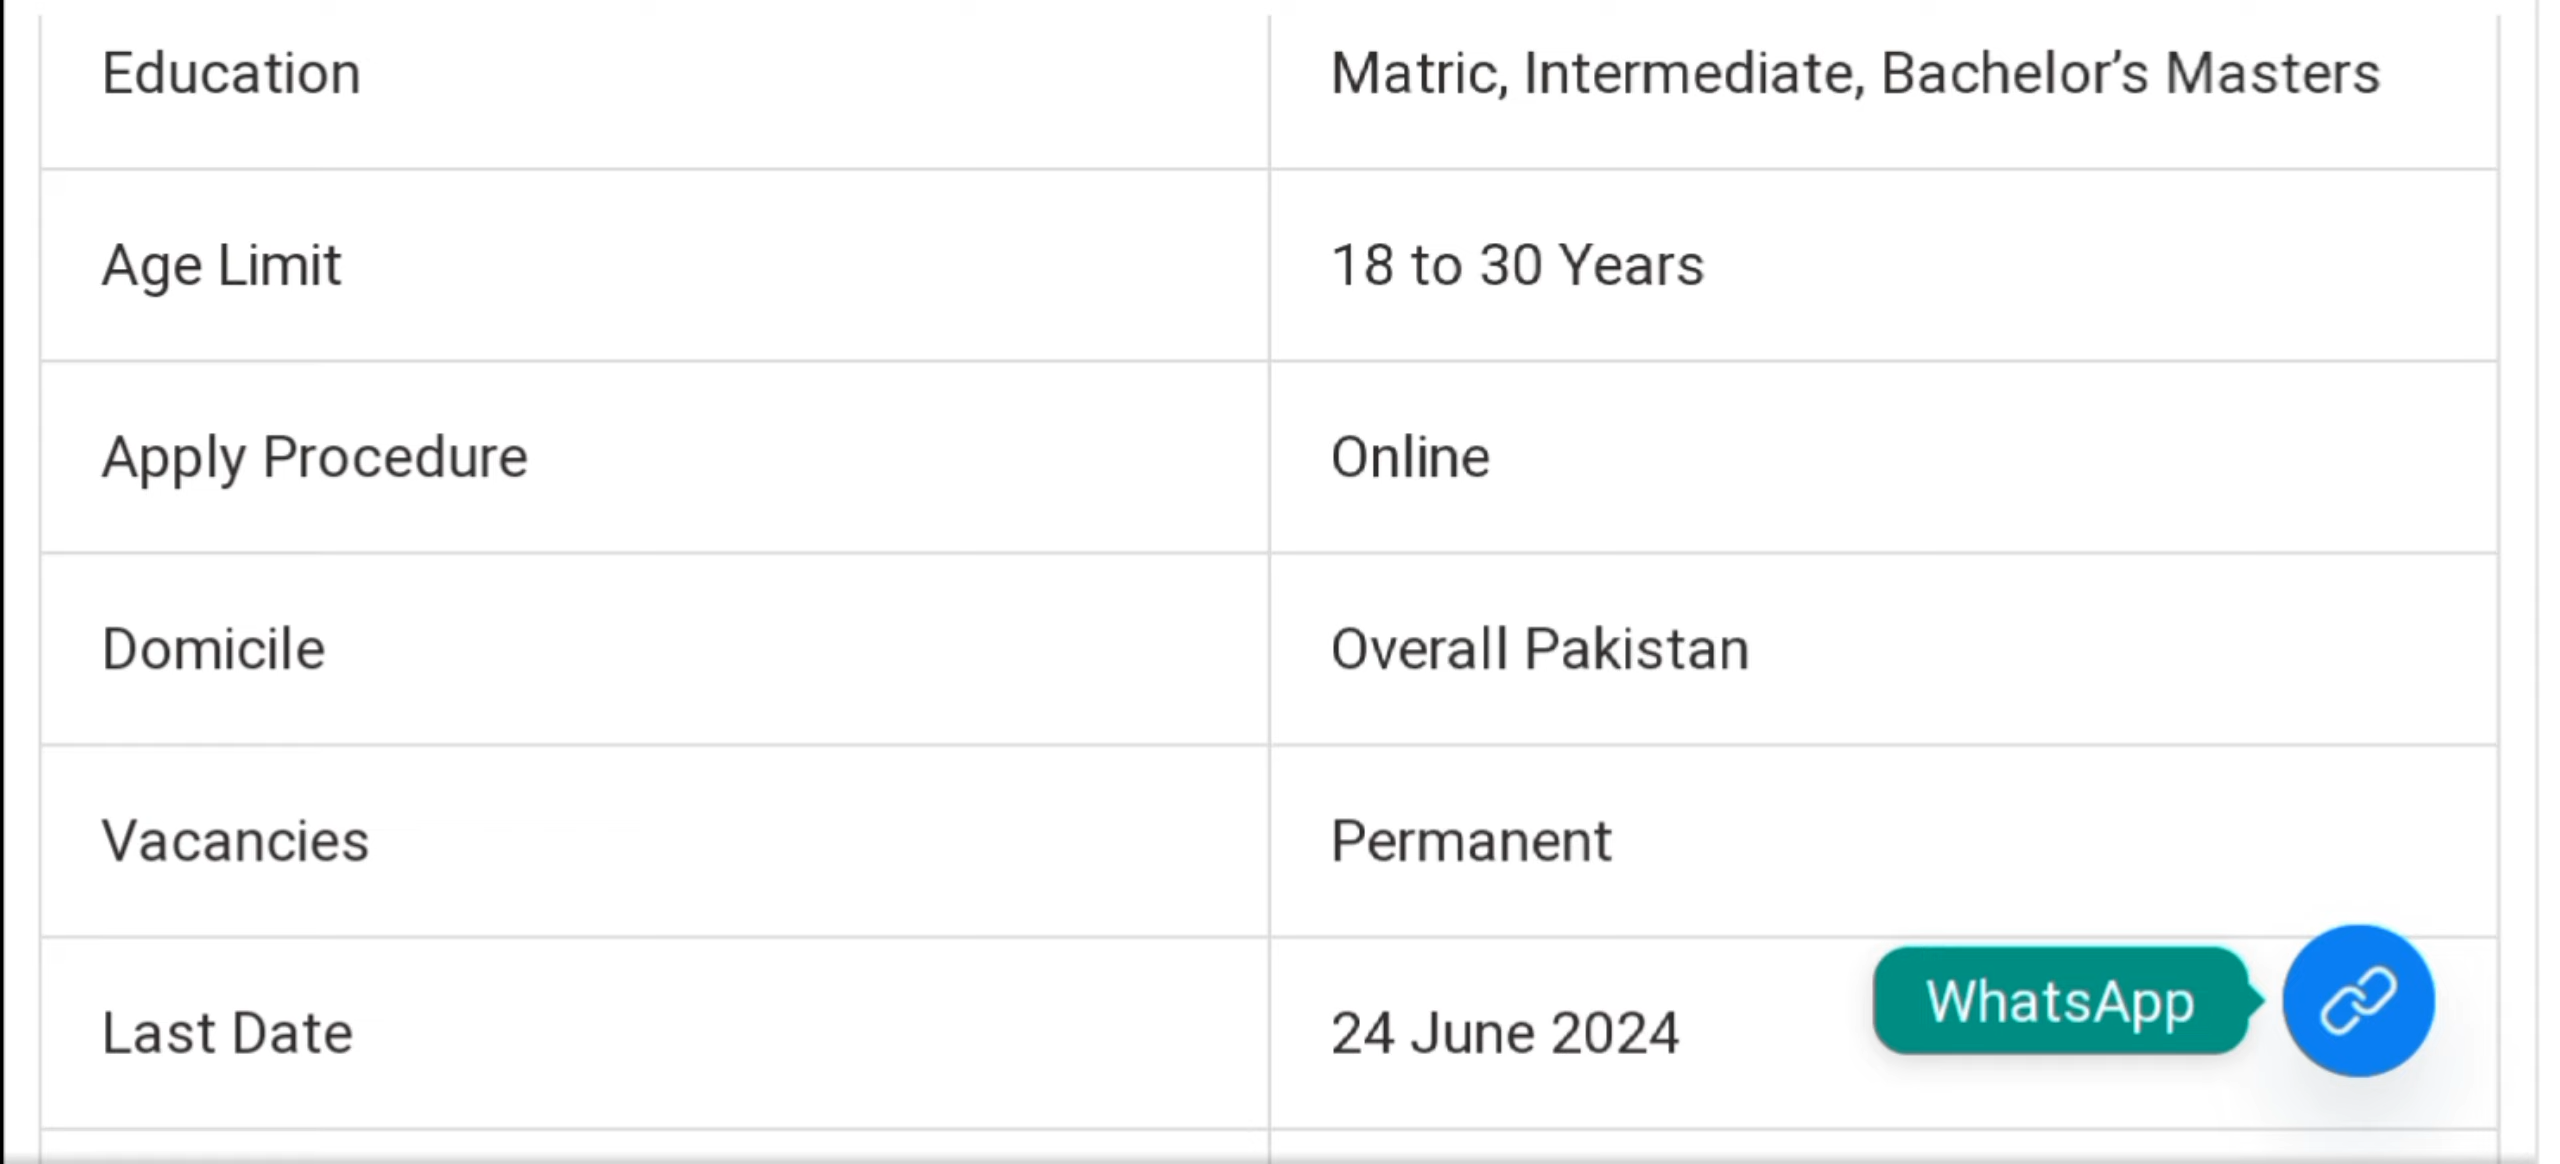 Education Matric, Intermediate, Bachelor’s Masters
Age Limit 18 to 30 Years
Apply Procedure Online
Domicile Overall Pakistan
Vacancies Permanent
Last Date 24 June 2024 WhatsApp